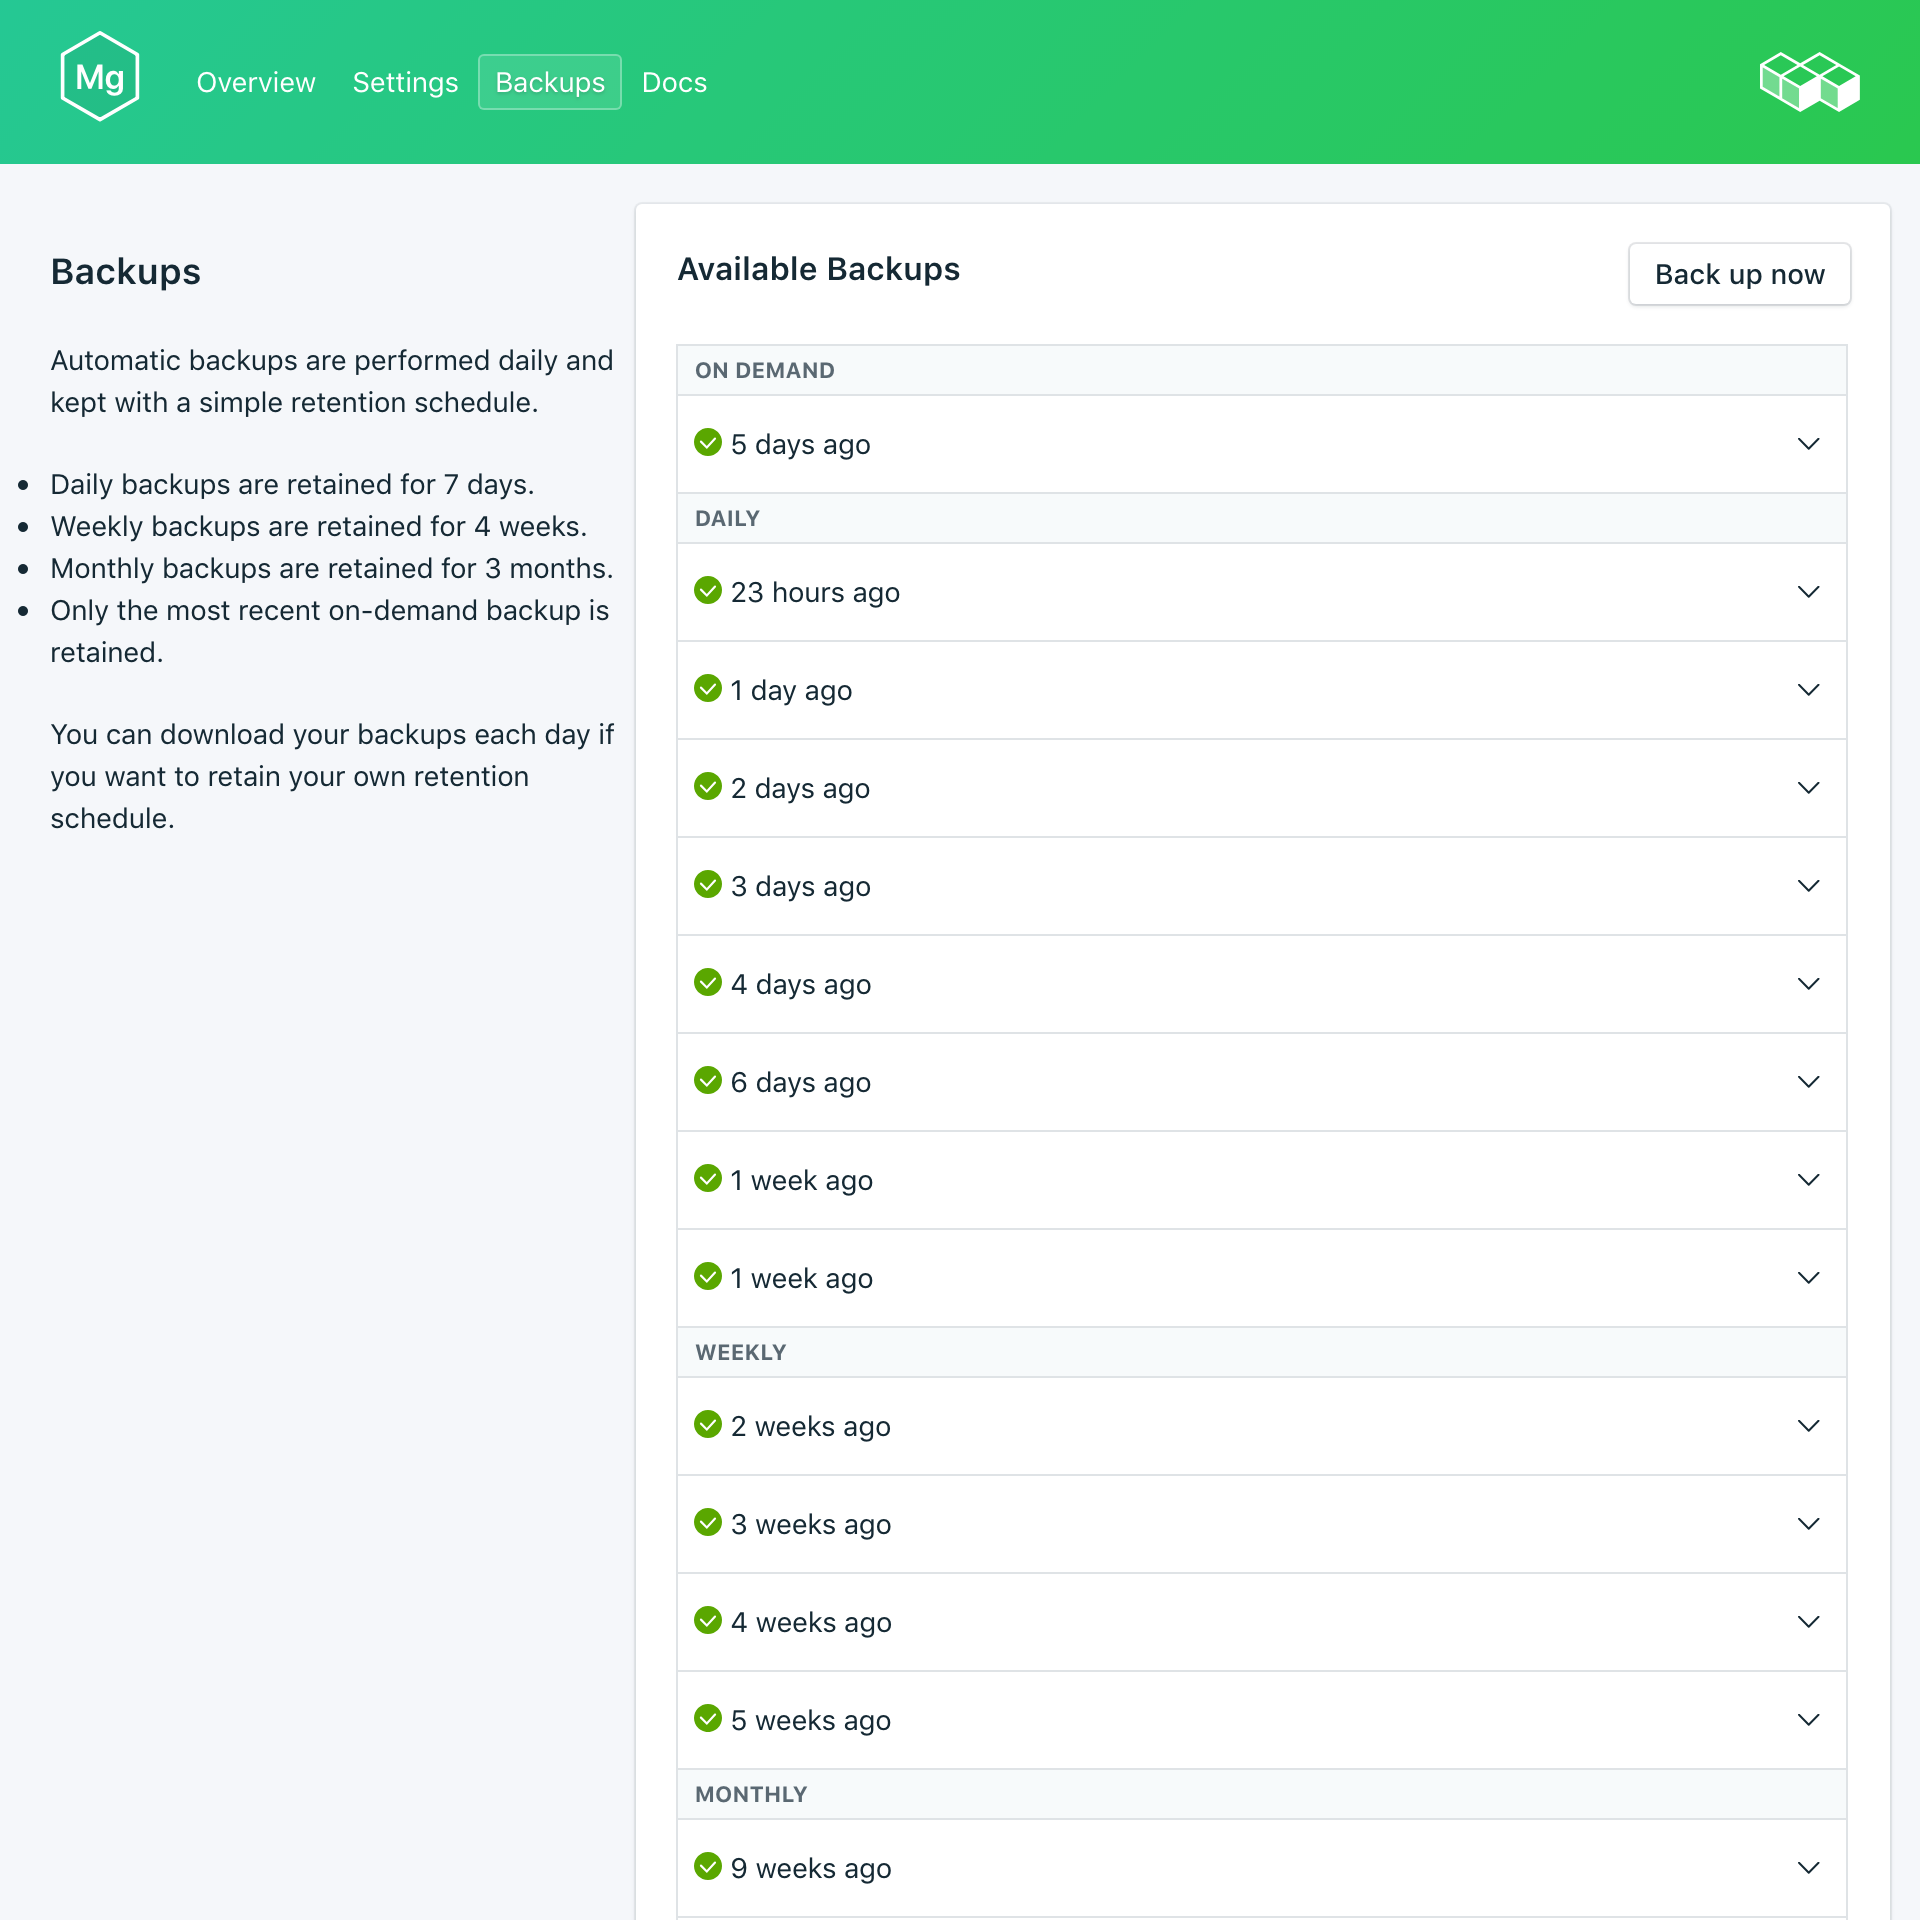 Mg
Overview
Settings
Backups
Docs
Backups
Automatic backups are performed daily and
kept with a simple retention schedule.
Daily backups are retained for 7 days.
Weekly backups are retained for 4 weeks.
Monthly backups are retained for 3 months.
Only the most recent on-demand backup is
retained.
You can download your backups each day if
you want to retain your own retention
schedule.
Available Backups
Back up now
ON DEMAND
5 days ago
DAILY
23 hours ago
1 day ago
2 days ago
3 days ago
4 days ago
6 days ago
1 week ago
1 week ago
WEEKLY
2 weeks ago
3 weeks ago
4 weeks ago
5 weeks ago
MONTHLY
9 weeks ago